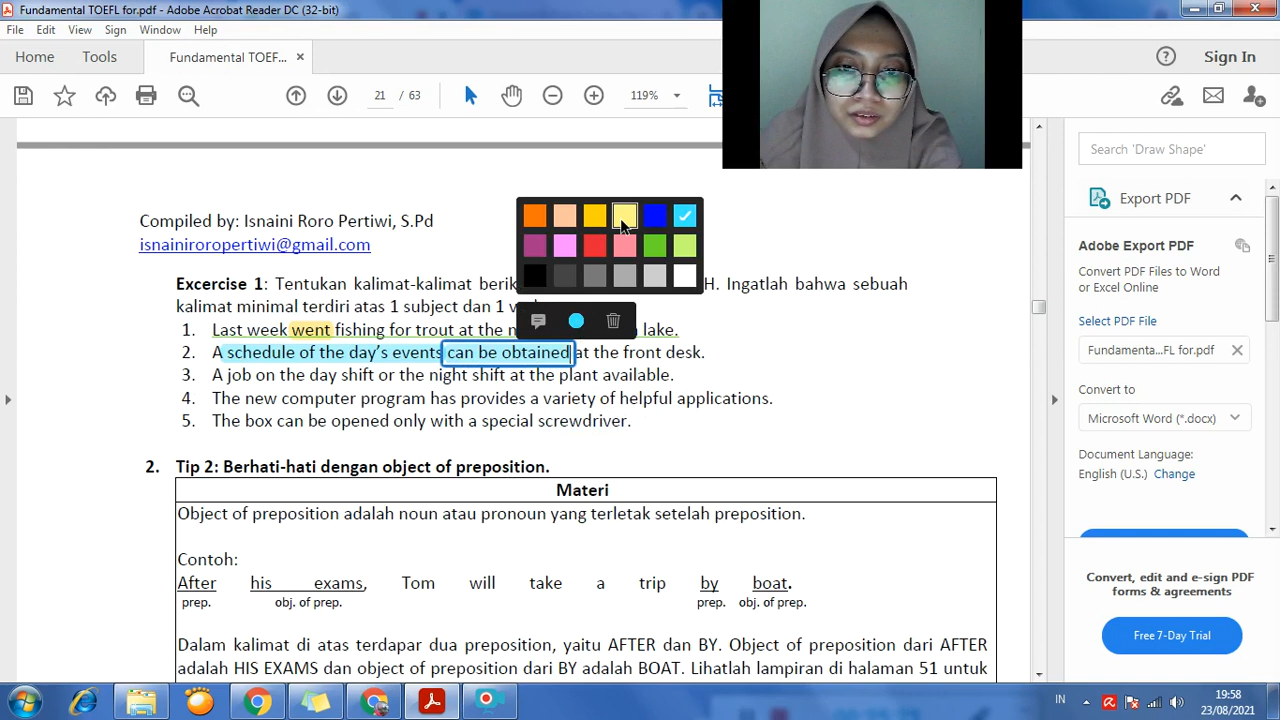 Fundamental TOEFL for.pdf - Adobe Acrobat Reader DC (32-bit)
File Edit View Sign Window Help
Home Tools Fundamental TOEF... × Sign In
21 / 63 119%
Search 'Draw Shape'
Export PDF
Adobe Export PDF
Convert PDF Files to Word
or Excel Online
Select PDF File
Fundamenta...FL for.pdf
Convert to
Microsoft Word (*.docx)
Document Language:
English (U.S.) Change
Convert, edit and e-sign PDF
forms & agreements
Free 7-Day Trial
Compiled by: Isnaini Roro Pertiwi, S.Pd
isnainiroropertiwi@gmail.com
Excercise 1: Tentukan kalimat-kalimat H. Ingatlah bahwa sebuah
kalimat minimal terdiri atas 1 subject dan 1
1. Last week went fishing for trout at the lake.
2. A schedule of the day's events can be obtained at the front desk.
3. A job on the day shift or the night shift at the plant available.
4. The new computer program has provides a variety of helpful applications.
5. The box can be opened only with a special screwdriver.
2. Tip 2: Berhati-hati dengan object of preposition.
Materi
Object of preposition adalah noun atau pronoun yang terletak setelah preposition.
Contoh:
After his exams, Tom will take a trip by boat.
prep. obj. of prep. prep. obj. of prep.
Dalam kalimat di atas terdapar dua preposition, yaitu AFTER dan BY. Object of preposition dari AFTER
adalah HIS EXAMS dan object of preposition dari BY adalah BOAT. Lihatlah lampiran di halaman 51 untuk
IN 19:58
23/08/2021